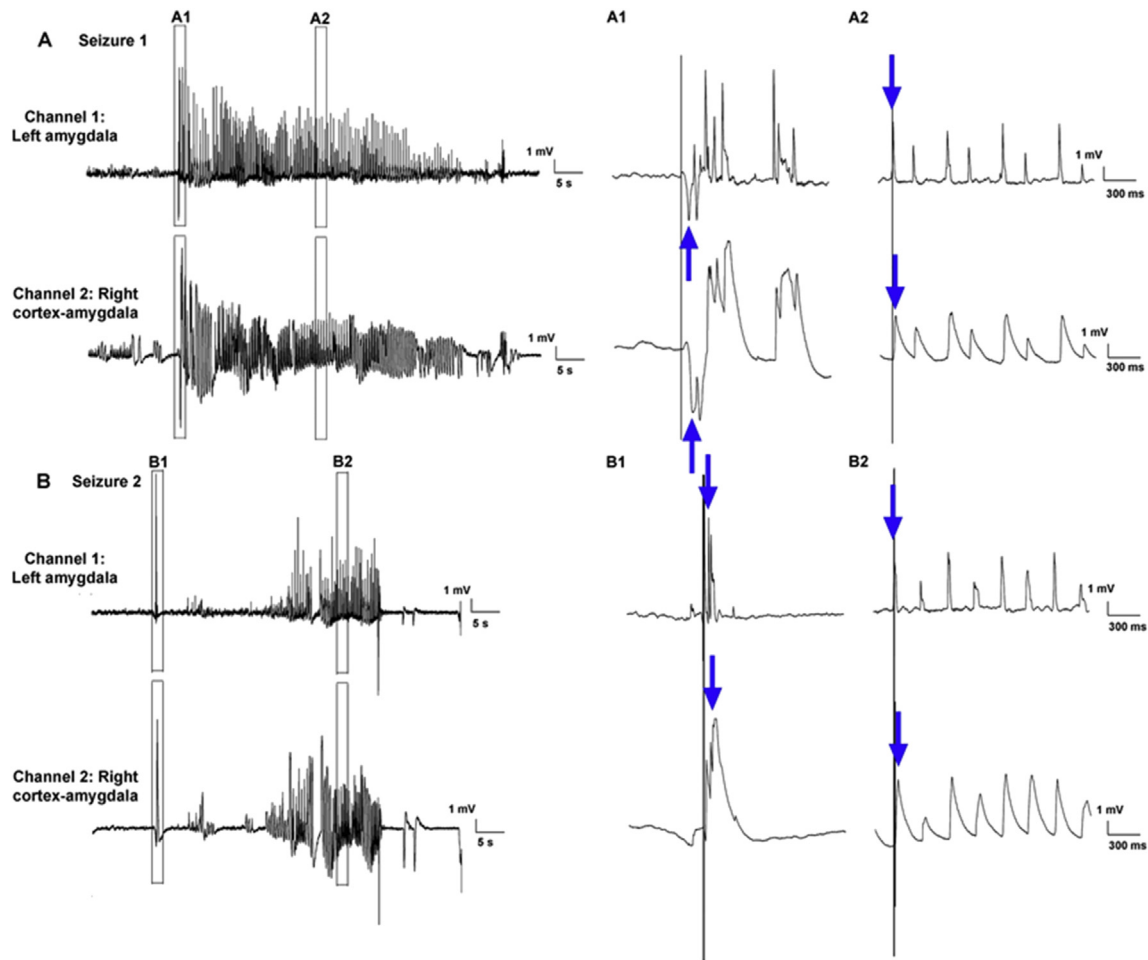 A1 A2 A1 A2
A Seizure 1
Channel 1:
Left amygdala
1 mV
5 s
1 mV
300 ms
Channel 2: Right
cortex-amygdala
1 mV
5 s
1 mV
300 ms
B1 B2 B1 B2
B Seizure 2
Channel 1:
Left amygdala
1 mV
5 s
1 mV
300 ms
Channel 2: Right
cortex-amygdala
1 mV
5 s
1 mV
300 ms